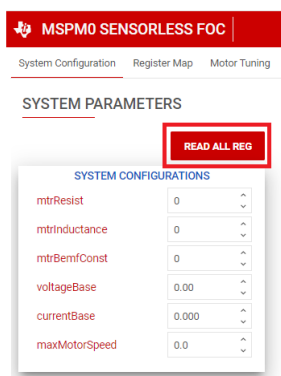 MSPM0 SENSORLESS FOC
System Configuration Register Map Motor Tuning
SYSTEM PARAMETERS
READ ALL REG
SYSTEM CONFIGURATIONS
mtrResist 0
mtrInductance 0
mtrBemfConst 0
voltageBase 0.00
currentBase 0.000
maxMotorSpeed 0.0